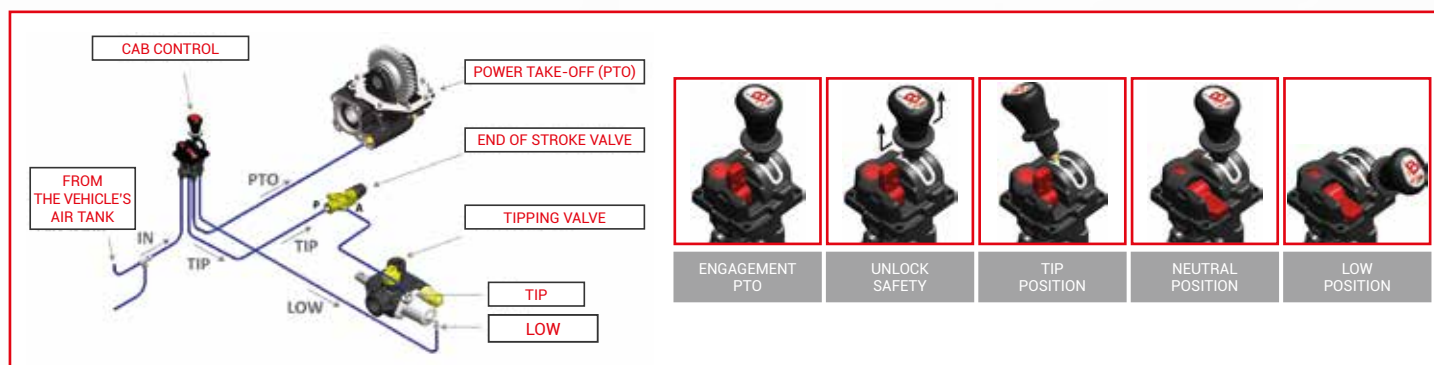 CAB CONTROL
POWER TAKE-OFF (PTO)
END OF STROKE VALVE
FROM
THE VEHICLE'S
AIR TANK
PTO
P
A
TIPPING VALVE
IN
TIP
TIP
LOW
TIP
LOW
ENGAGEMENT
PTO
UNLOCK
SAFETY
TIP
POSITION
NEUTRAL
POSITION
LOW
POSITION